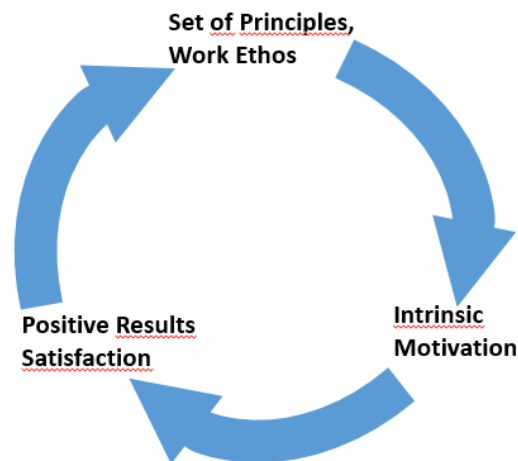 Set of Principles,
Work Ethos
Intrinsic
Motivation
Positive Results
Satisfaction